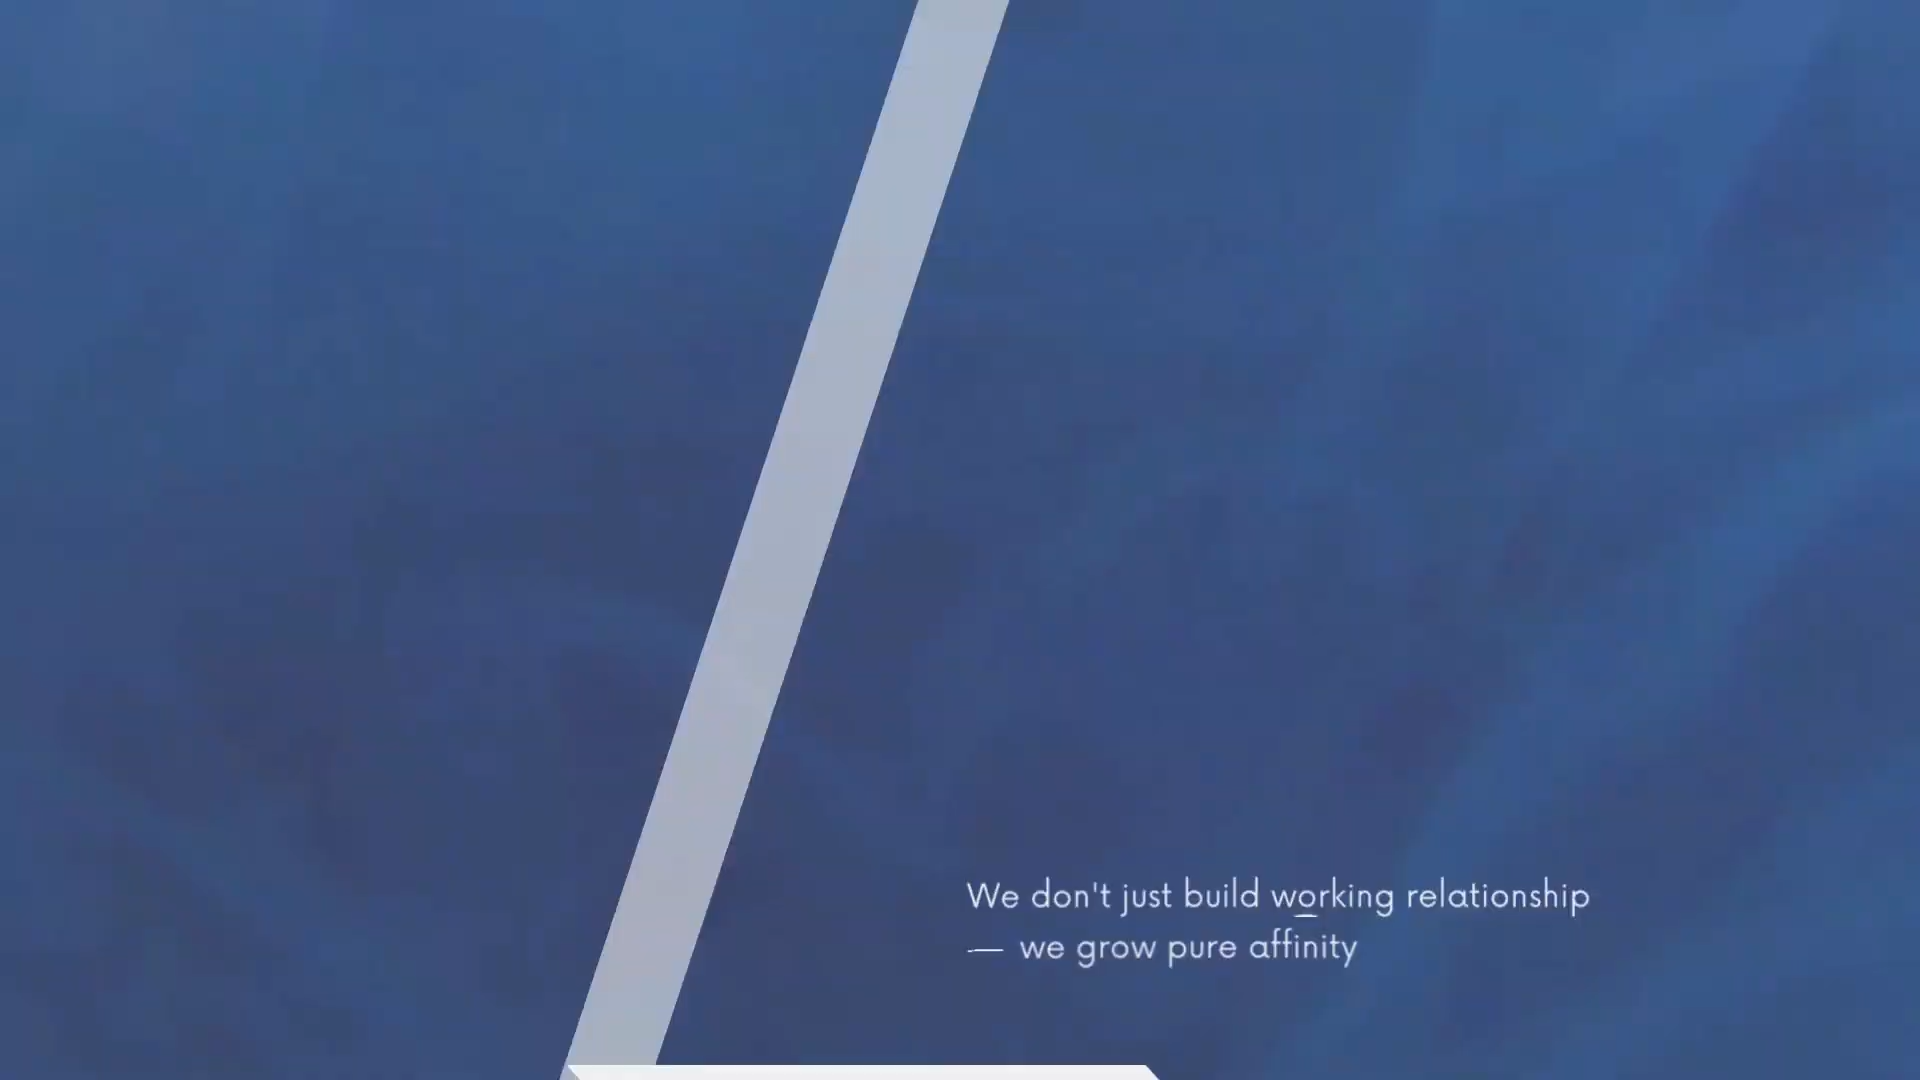 We don't just build working relationship
— we grow pure affinity